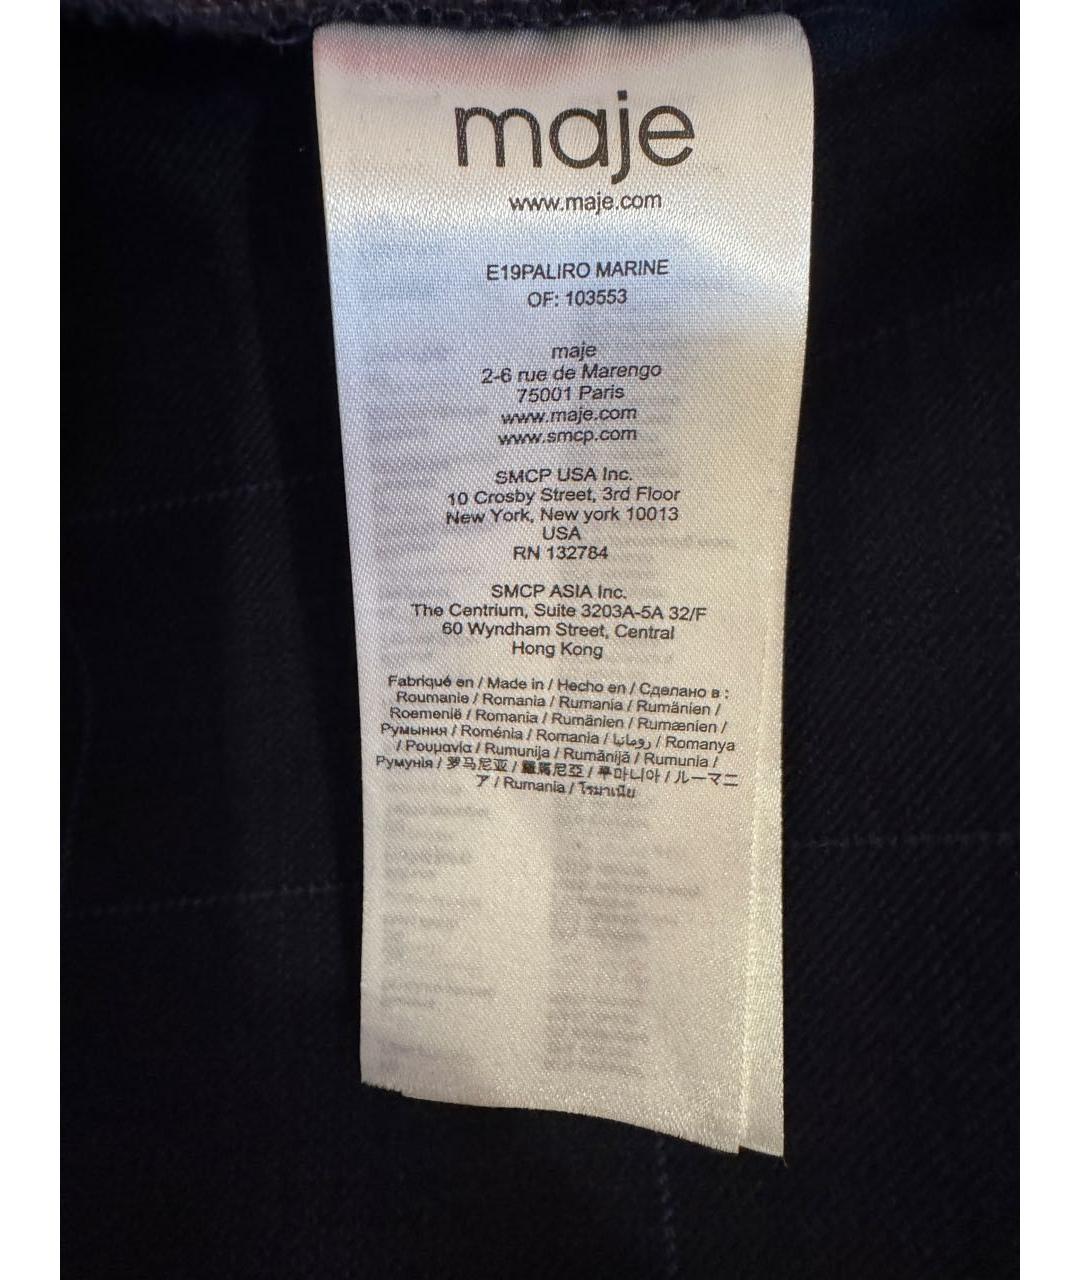 maje
www.maje.com
E19PALIRO MARINE
OF: 103553
maje
2-6 rue de Marengo
75001 Paris
www.maje.com
www.smcp.com
SMCP USA Inc.
10 Crosby Street, 3rd Floor
New York, New york 10013
USA
RN 132784
SMCP ASIA Inc.
The Centrium, Suite 3203A-5A 32/F
60 Wyndham Street, Central
Hong Kong
Fabriqué en / Made in / Hecho en / Сделано в :
Roumanie / Romania / Rumania / Rumänien /
Roemenië / Romania / Rumänien / Rumænien /
Румыния / Roménia / Romania / رومانيا / Romanya
/ Ρουμανία / Rumunija / Rumānijā / Rumunia /
Румунія / 罗马尼亚 / 羅馬尼亞 / 루마니아 / ルーマニ
ア / Rumania / โรมาเนีย